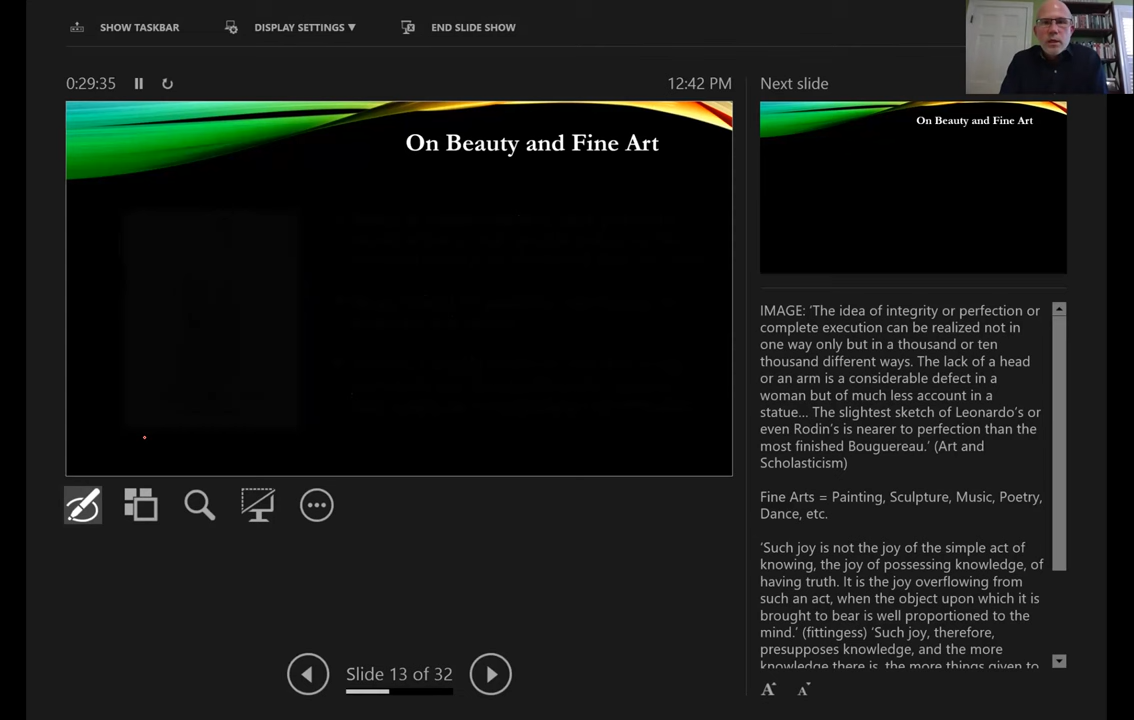 SHOW TASKBAR
DISPLAY SETTINGS ▼
END SLIDE SHOW
0:29:35
12:42 PM
On Beauty and Fine Art
Next slide
On Beauty and Fine Art
IMAGE: ‘The idea of integrity or perfection or
complete execution can be realized not in
one way only but in a thousand or ten
thousand different ways. The lack of a head
or an arm is a considerable defect in a
woman but of much less account in a
statue... The slightest sketch of Leonardo’s or
even Rodin’s is nearer to perfection than the
most finished Bouguereau.’ (Art and
Scholasticism)
Fine Arts = Painting, Sculpture, Music, Poetry,
Dance, etc.
‘Such joy is not the joy of the simple act of
knowing, the joy of possessing knowledge, of
having truth. It is the joy overflowing from
such an act, when the object upon which it is
brought to bear is well proportioned to the
mind.’ (fittingess) ‘Such joy, therefore,
presupposes knowledge, and the more
knowledge there is, the more things given to
Slide 13 of 32
A A